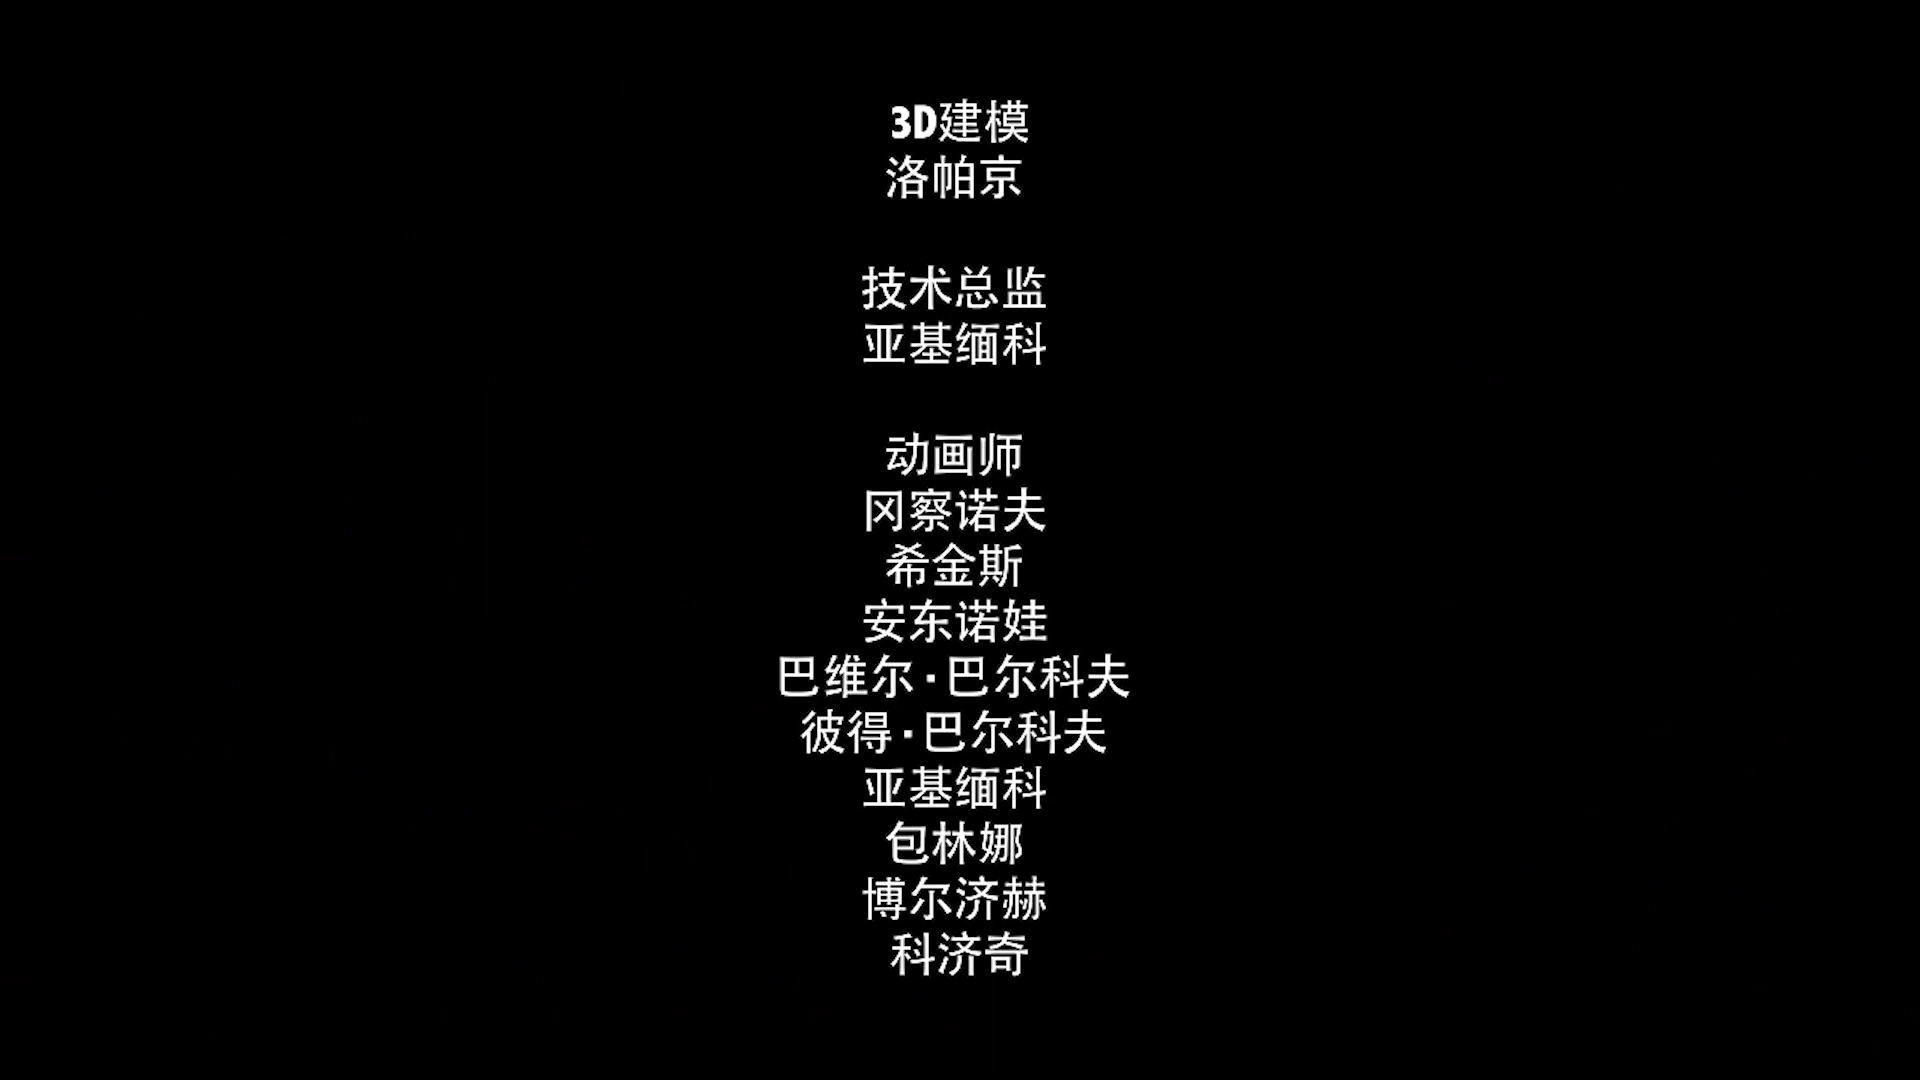 3D建模
洛帕京
技术总监
亚基缅科
动画师
冈察诺夫
希金斯
安东诺娃
巴维尔·巴尔科夫
彼得·巴尔科夫
亚基缅科
包林娜
博尔济赫
科济奇